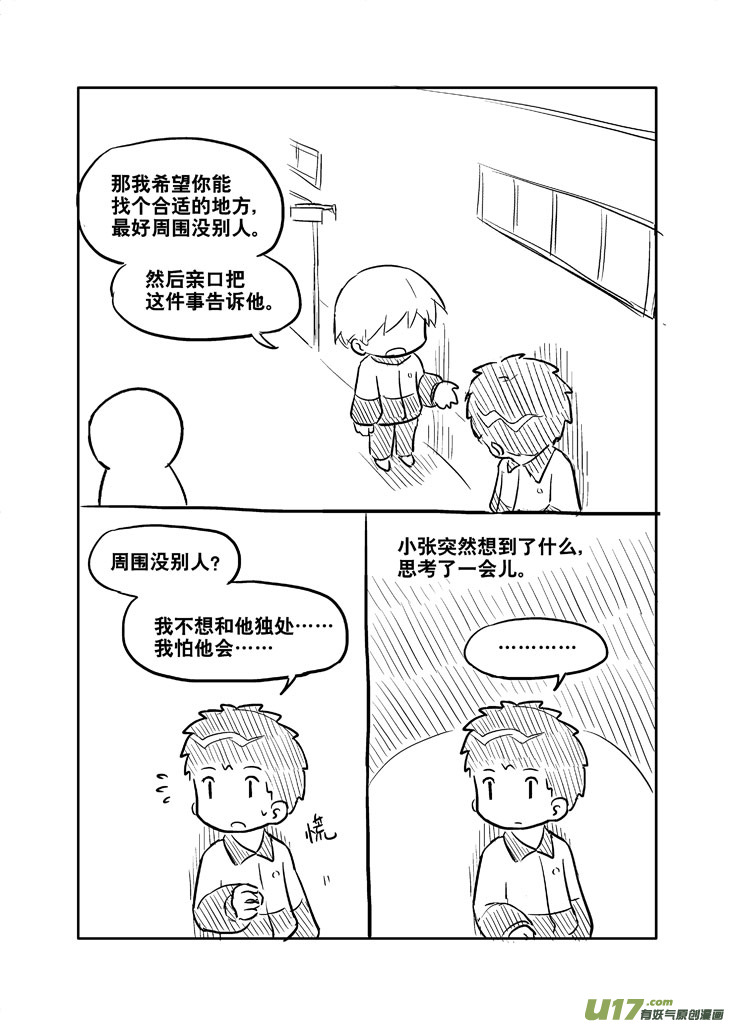 那我希望你能
找个合适的地方，
最好周围没别人。
然后亲口把
这件事告诉他。
周围没别人？
我不想和他独处……
我怕他会……
慌
小张突然想到了什么，
思考了一会儿。
…………
U17.com
有妖气原创漫画